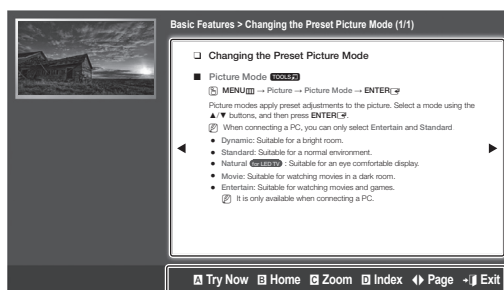 Basic Features > Changing the Preset Picture Mode (1/1)
❑ Changing the Preset Picture Mode
■ Picture Mode TOOLS
MENU → Picture → Picture Mode → ENTER
Picture modes apply preset adjustments to the picture. Select a mode using the
▲/▼ buttons, and then press ENTER.
When connecting a PC, you can only select Entertain and Standard
● Dynamic: Suitable for a bright room.
● Standard: Suitable for a normal environment.
● Natural for LED TV : Suitable for an eye comfortable display.
● Movie: Suitable for watching movies in a dark room.
● Entertain: Suitable for watching movies and games.
It is only available when connecting a PC.
◀ ▶
A Try Now B Home C Zoom D Index ◀▶ Page Exit